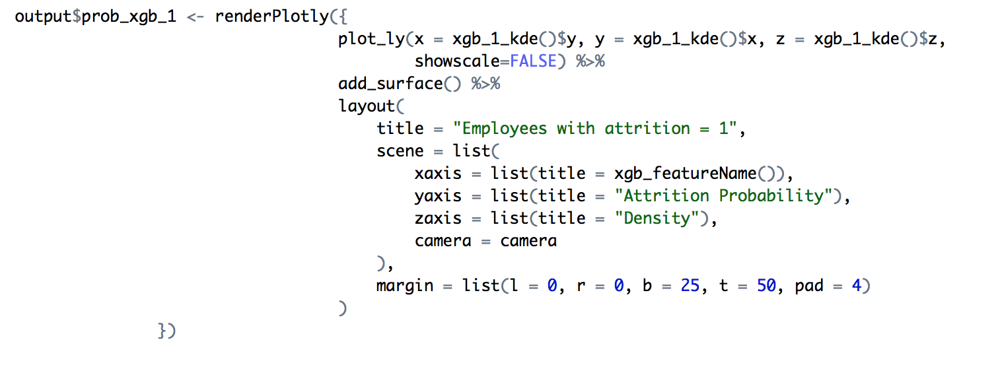 output$prob_xgb_1 <- renderPlotly({
plot_ly(x = xgb_1_kde()$y, y = xgb_1_kde()$x, z = xgb_1_kde()$z,
showscale=FALSE) %>%
add_surface() %>%
layout(
title = "Employees with attrition = 1",
scene = list(
xaxis = list(title = xgb_featureName()),
yaxis = list(title = "Attrition Probability"),
zaxis = list(title = "Density"),
camera = camera
),
margin = list(l = 0, r = 0, b = 25, t = 50, pad = 4)
)
})